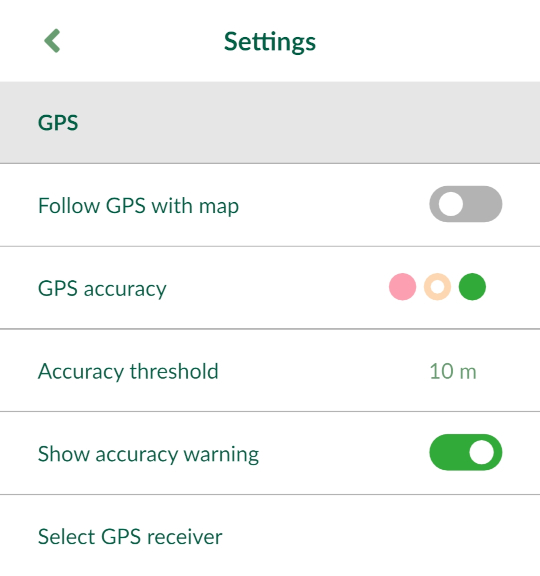 Settings
GPS
Follow GPS with map
GPS accuracy
Accuracy threshold 10 m
Show accuracy warning
Select GPS receiver